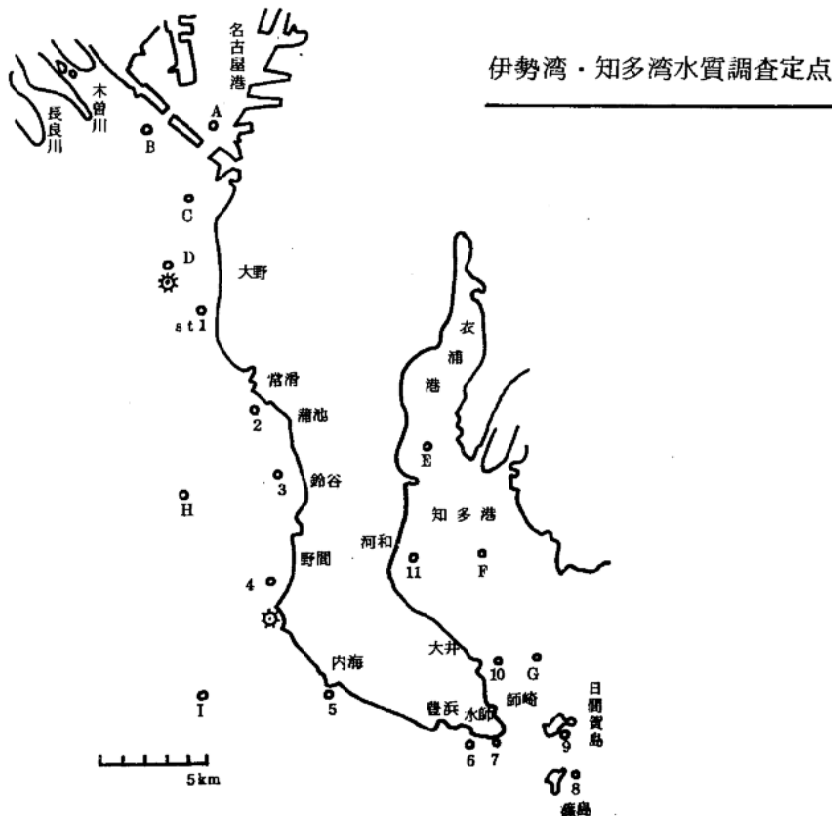 伊勢湾・知多湾水質調査定点
名古屋港
木曽川
長良川
A
B
C
D
大野
st1
衣浦港
常滑
2
蒲池
E
3
鈴谷
H
知多港
河和
野間
11
F
4
大井
内海
10
G
師崎
日間賀島
I
5
豊浜
水師
6
7
9
8
5km